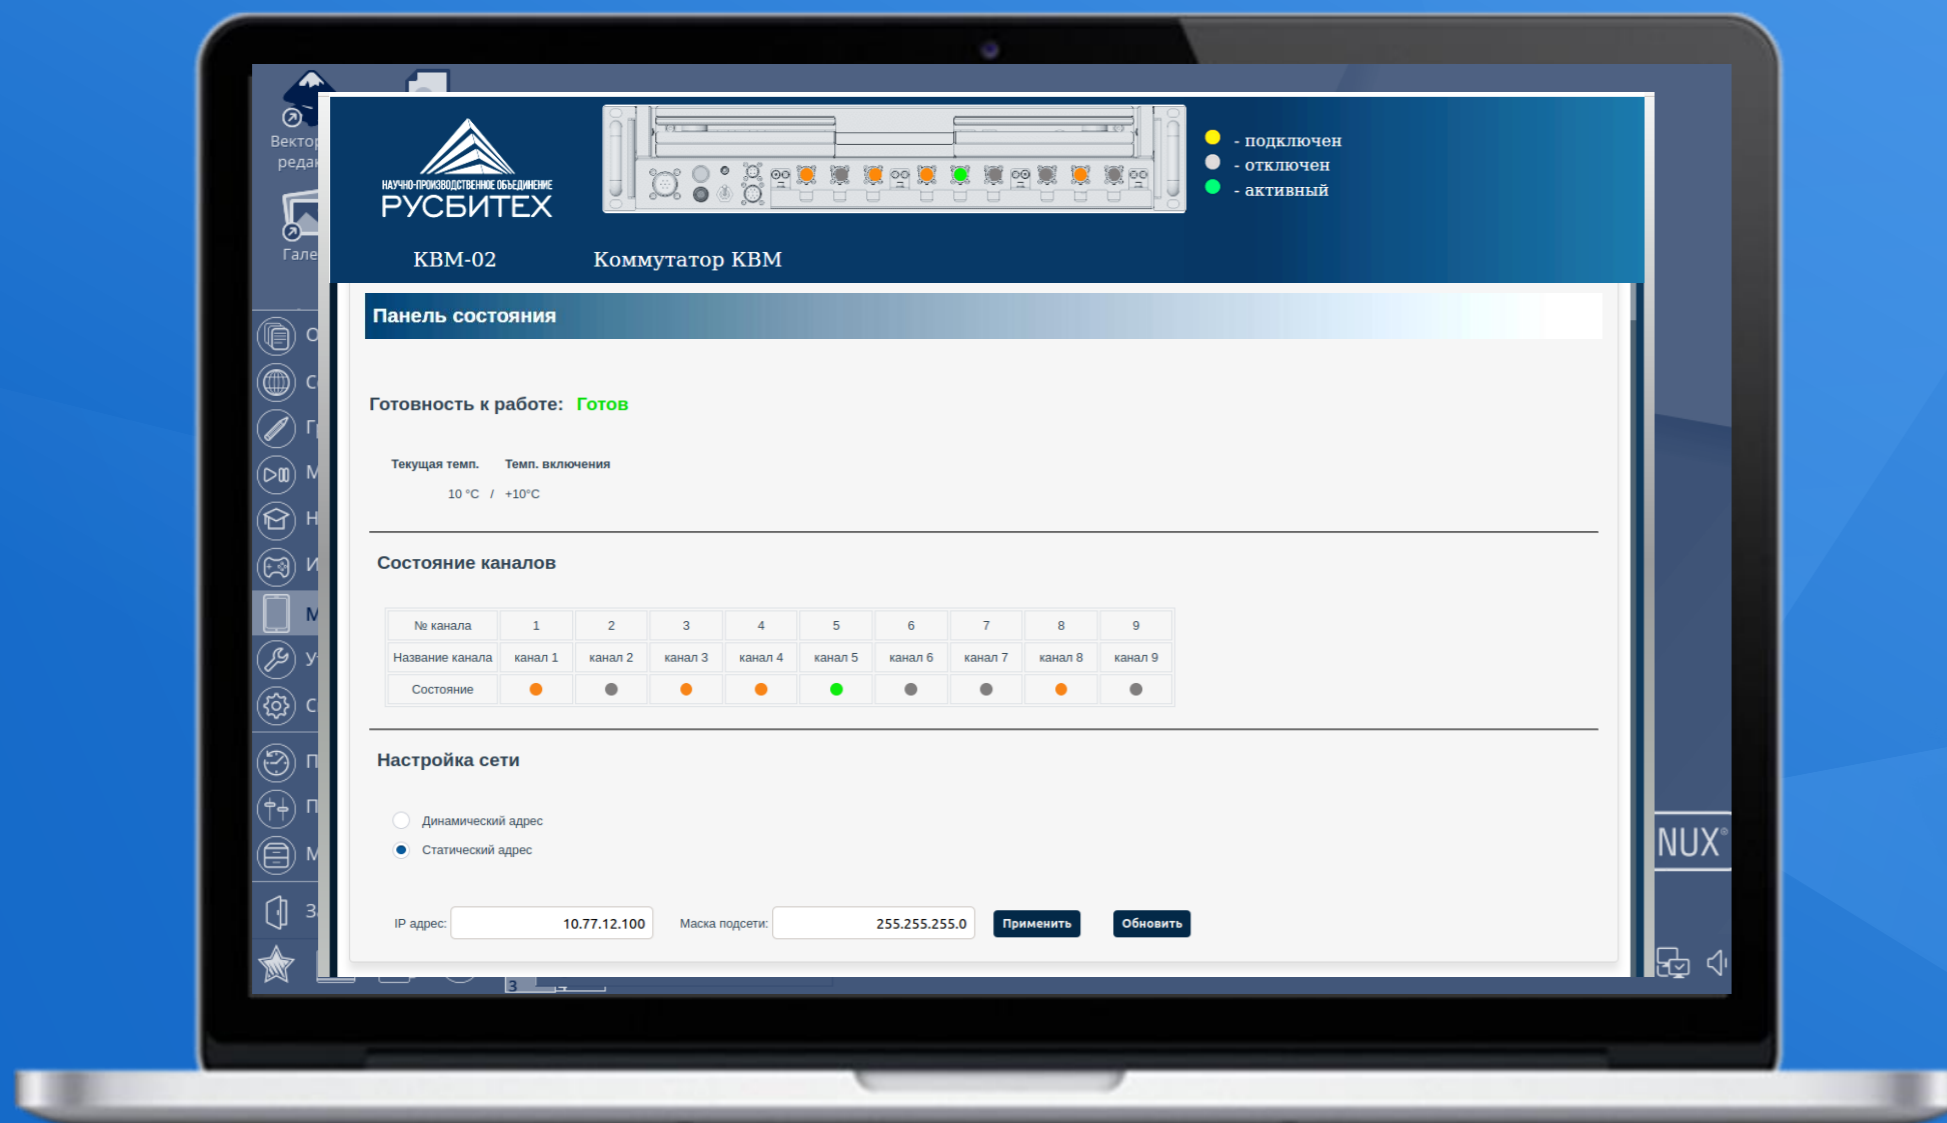 НАУЧНО-ПРОИЗВОДСТВЕННОЕ ОБЪЕДИНЕНИЕ
РУСБИТЕХ
- подключен
- отключен
- активный
КВМ-02
Коммутатор КВМ
Панель состояния
Готовность к работе: Готов
Текущая темп. Темп. включения
10 °C / +10°C
Состояние каналов
№ канала 1 2 3 4 5 6 7 8 9
Название канала канал 1 канал 2 канал 3 канал 4 канал 5 канал 6 канал 7 канал 8 канал 9
Состояние
Настройка сети
Динамический адрес
Статический адрес
IP адрес: 10.77.12.100 Маска подсети: 255.255.255.0 Применить Обновить
NUX®
3